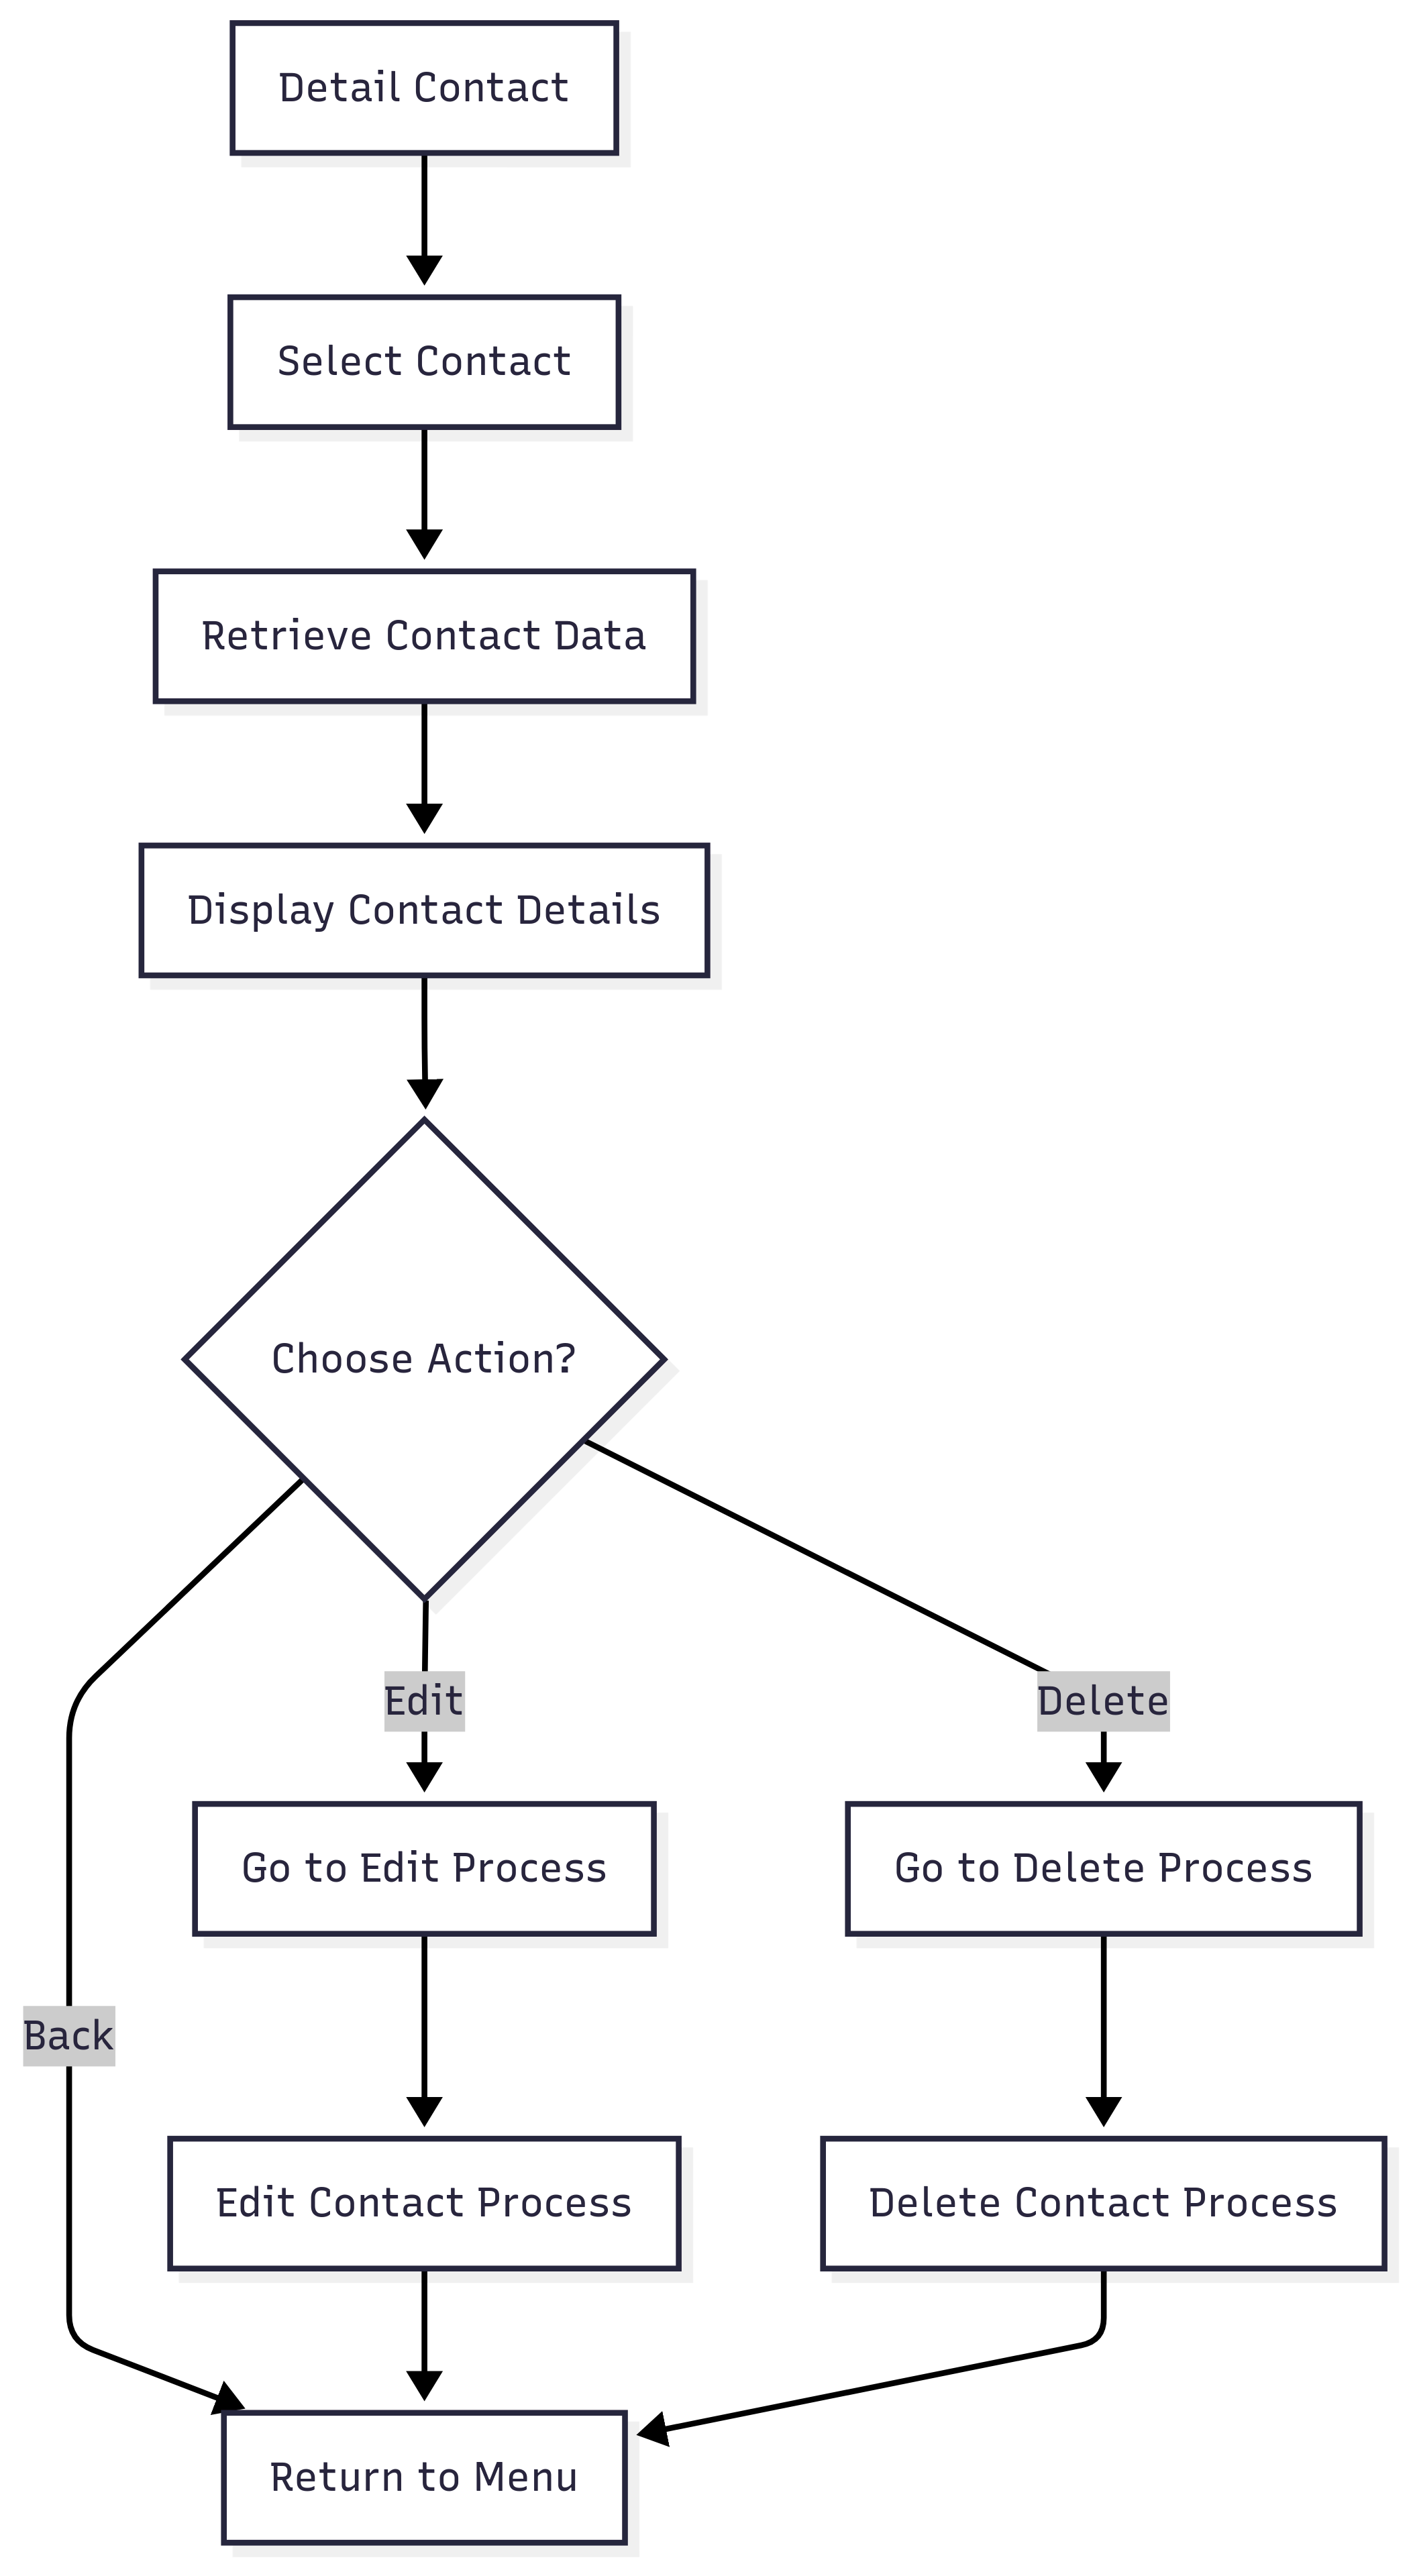 Detail Contact
Select Contact
Retrieve Contact Data
Display Contact Details
Choose Action?
Edit
Delete
Go to Edit Process
Go to Delete Process
Back
Edit Contact Process
Delete Contact Process
Return to Menu